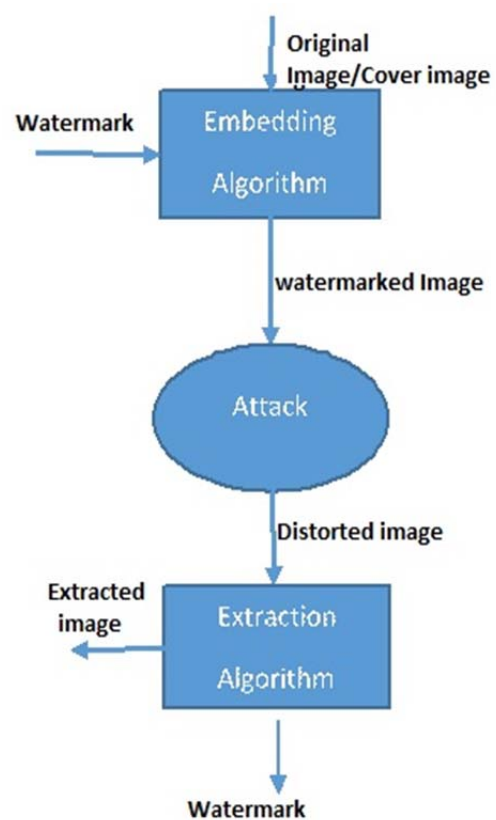 Original
Image/Cover image
Watermark
Embedding
Algorithm
watermarked Image
Attack
Distorted image
Extracted
image
Extraction
Algorithm
Watermark